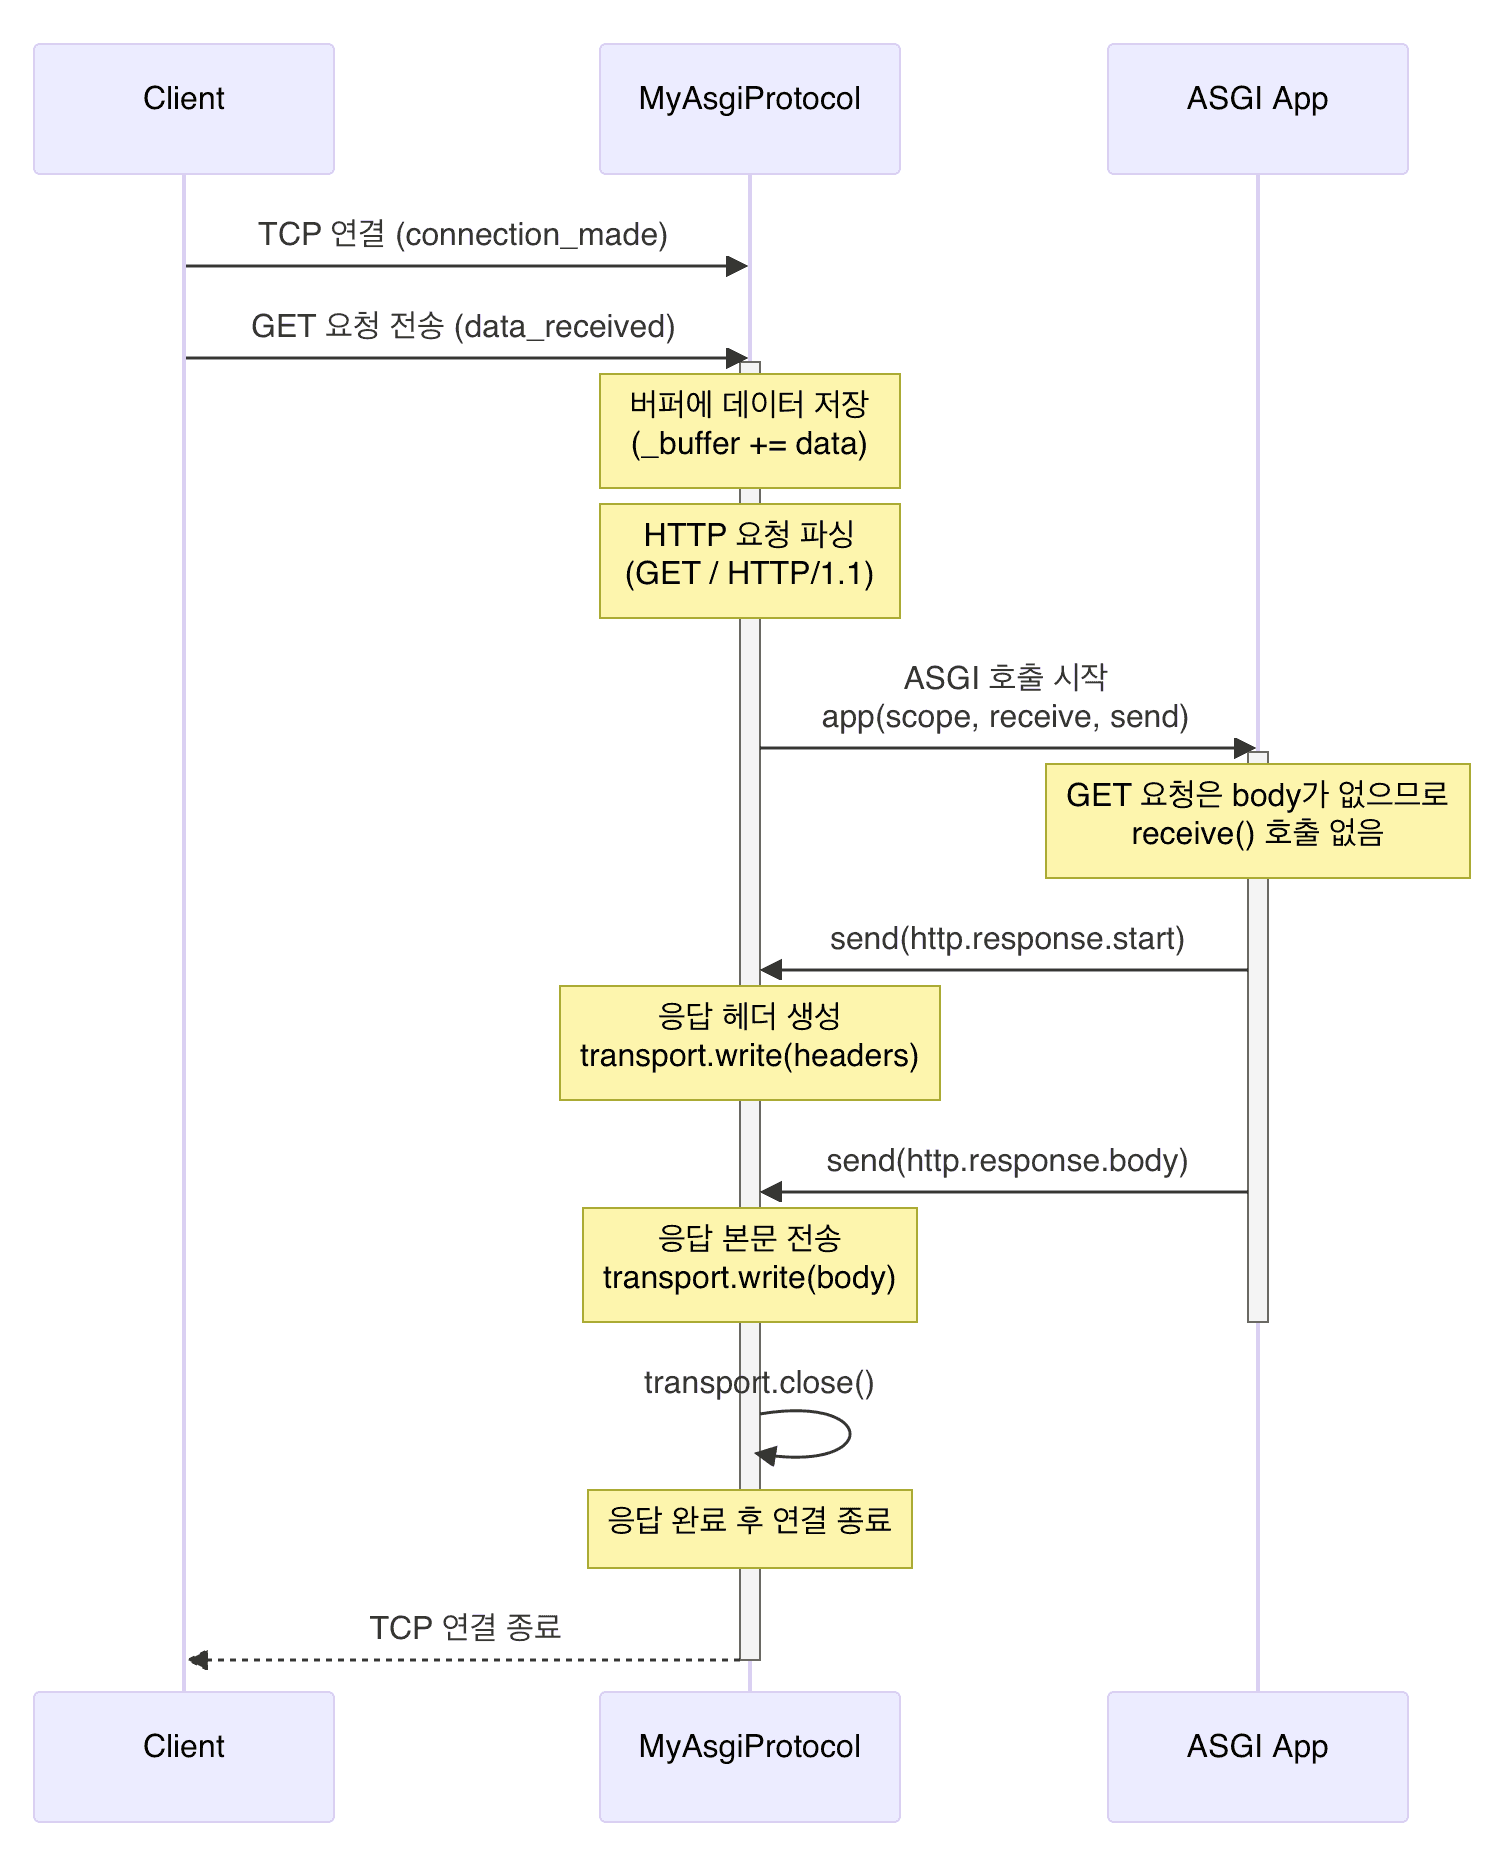 Client
MyAsgiProtocol
ASGI App
TCP 연결 (connection_made)
GET 요청 전송 (data_received)
버퍼에 데이터 저장
(_buffer += data)
HTTP 요청 파싱
(GET / HTTP/1.1)
ASGI 호출 시작
app(scope, receive, send)
GET 요청은 body가 없으므로
receive() 호출 없음
send(http.response.start)
응답 헤더 생성
transport.write(headers)
send(http.response.body)
응답 본문 전송
transport.write(body)
transport.close()
응답 완료 후 연결 종료
TCP 연결 종료
Client
MyAsgiProtocol
ASGI App